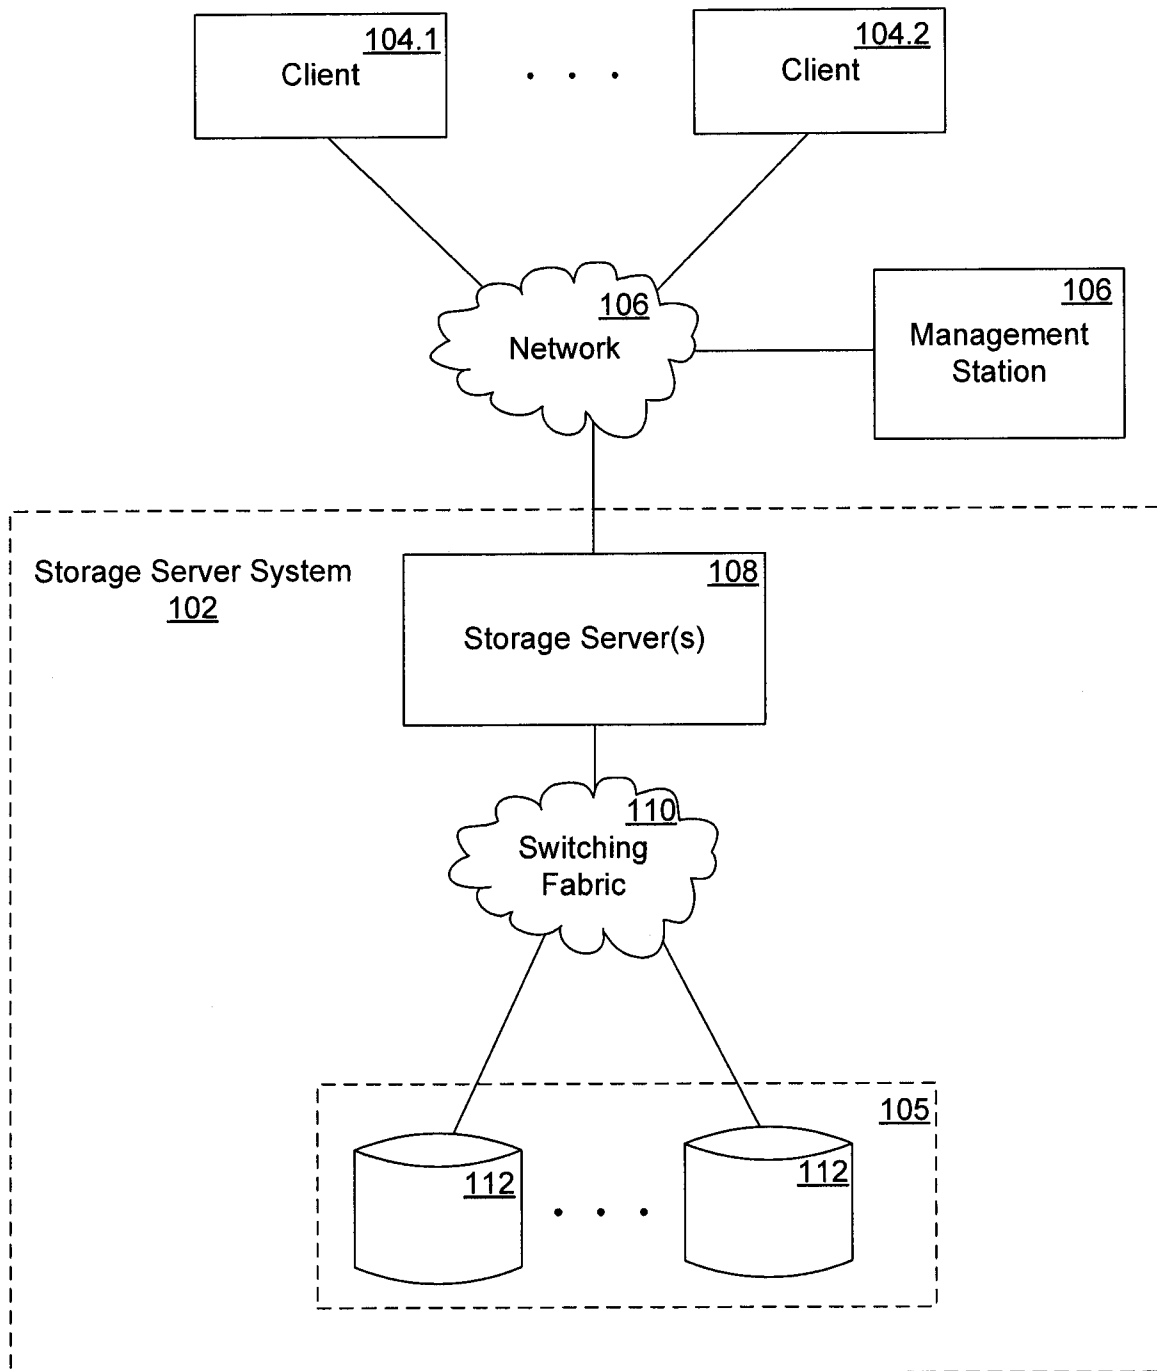 104.1
Client
104.2
Client
106
Network
106
Management
Station
Storage Server System
102
108
Storage Server(s)
110
Switching
Fabric
105
112
112